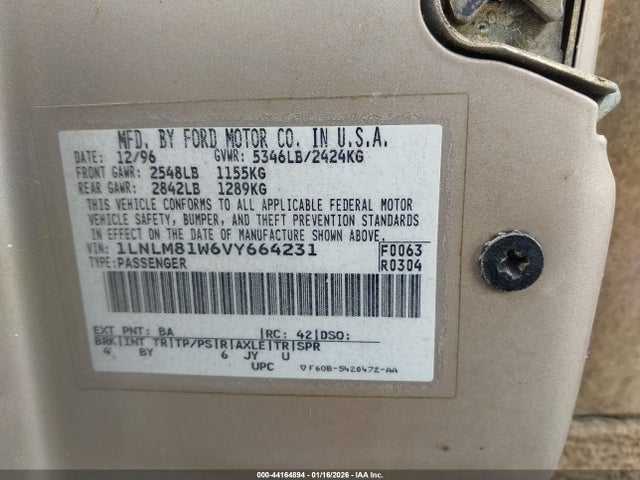 MFD. BY FORD MOTOR CO. IN U.S.A.
DATE: 12/96 GVWR: 5346LB/2424KG
FRONT GAWR: 2548LB 1155KG
REAR GAWR: 2842LB 1289KG
THIS VEHICLE CONFORMS TO ALL APPLICABLE FEDERAL MOTOR
VEHICLE SAFETY, BUMPER, AND THEFT PREVENTION STANDARDS
IN EFFECT ON THE DATE OF MANUFACTURE SHOWN ABOVE.
VIN: 1LNLM81W6VY664231 F0063
TYPE: PASSENGER R0304
EXT PNT: BA RC: 42 DSO:
BRK INT TR TP/PS R AXLE TR SPR
4 BY 6 JY U
UPC ▽F60B-5420472-AA
000-44164894 | 01/16/2026 | IAA Inc.